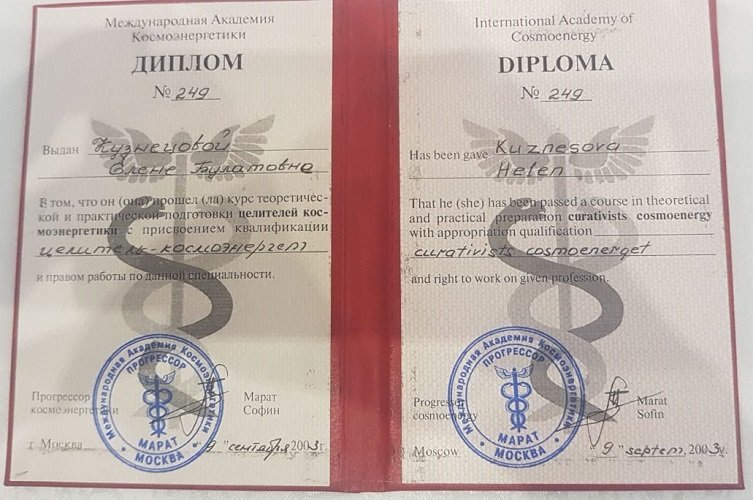 Международная Академия
Космоэнергетики
ДИПЛОМ
№ 249
Выдан Кузнецовой
Елене Булатовне
В том, что он (она) прошел (ла) курс теоретичес-
кой и практической подготовки целителей кос-
моэнергетики с присвоением квалификации
целитель-космоэнергет
и правом работы по данной специальности.
Прогрессор
космоэнергетики
Марат
Софин
г. Москва
9 "сентября 2003г.
Международная Академия Космоэнергетики
ПРОГРЕССОР
МАРАТ
МОСКВА
International Academy of
Cosmoenergy
DIPLOMA
№ 249
Has been gave Kuznesova
Helen
That he (she) has been passed a course in theoretical
and practical preparation curativists cosmoenergy
with appropriation qualification
curativists cosmoenerget
and right to work on given profession.
Progressor
cosmoenergy
Marat
Sofin
Moscow
9 "septem. 2003y.
Международная Академия Космоэнергетики
ПРОГРЕССОР
МАРАТ
МОСКВА